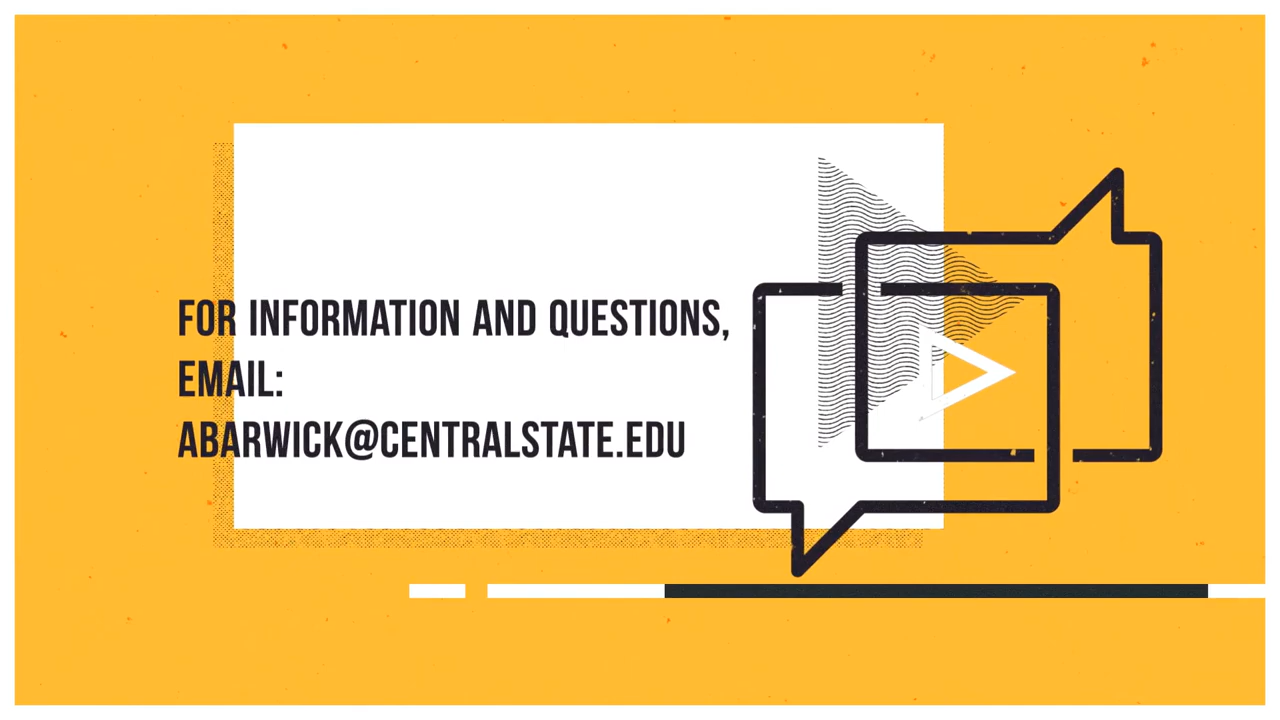 FOR INFORMATION AND QUESTIONS,
EMAIL:
ABARWICK@CENTRALSTATE.EDU